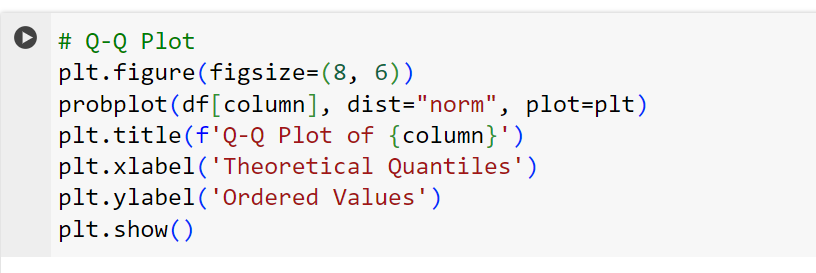 # Q-Q Plot
plt.figure(figsize=(8, 6))
probplot(df[column], dist="norm", plot=plt)
plt.title(f'Q-Q Plot of {column}')
plt.xlabel('Theoretical Quantiles')
plt.ylabel('Ordered Values')
plt.show()